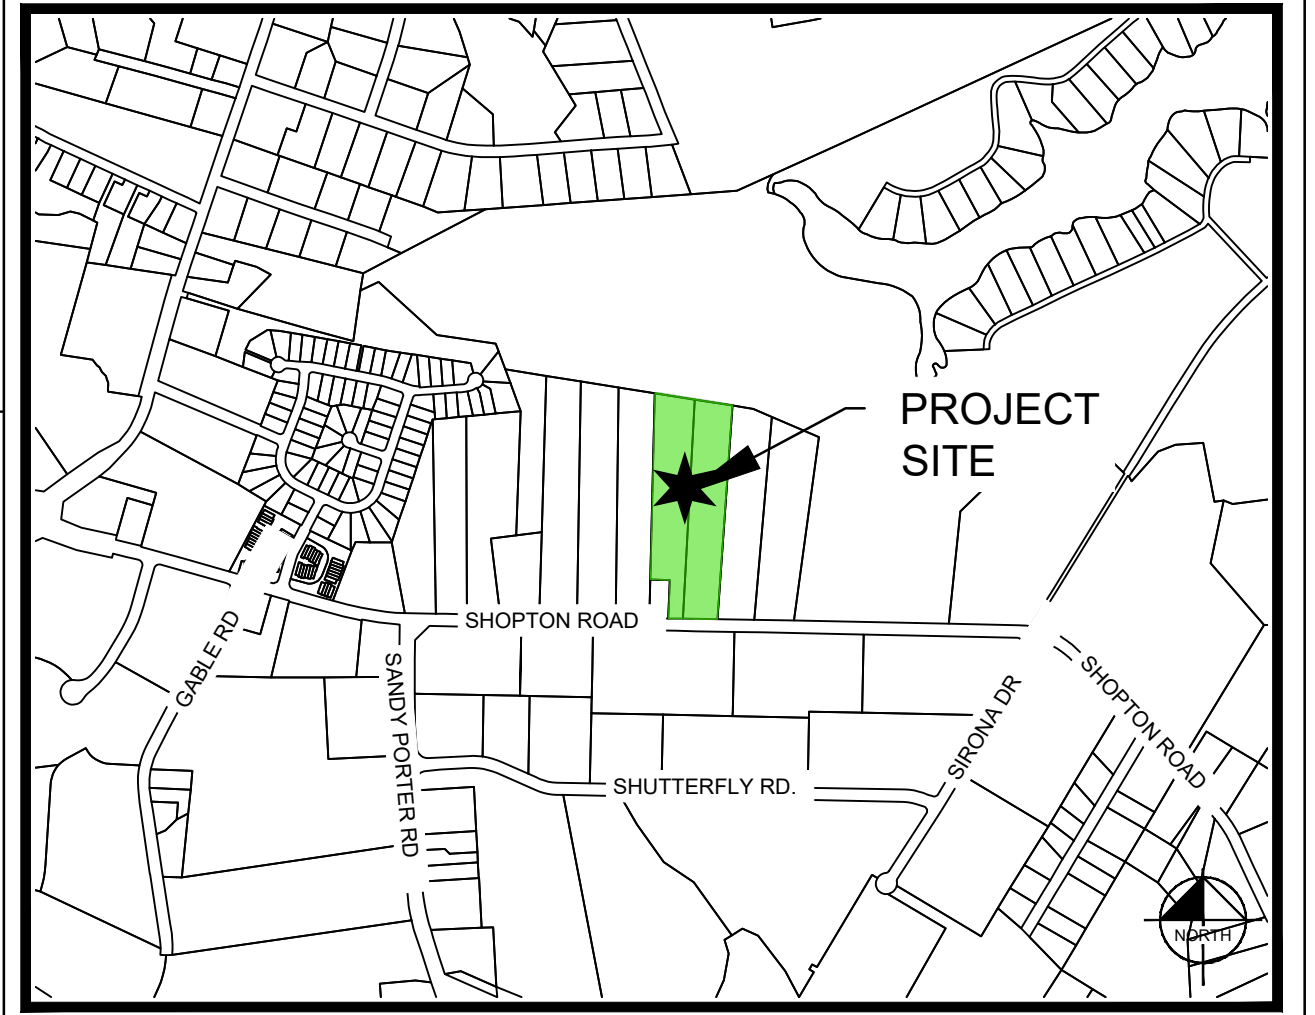 PROJECT
SITE
SHOPTON ROAD
GABLE RD
SANDY PORTER RD
SHOPTON ROAD
SIRONA DR
SHUTTERFLY RD.
NORTH